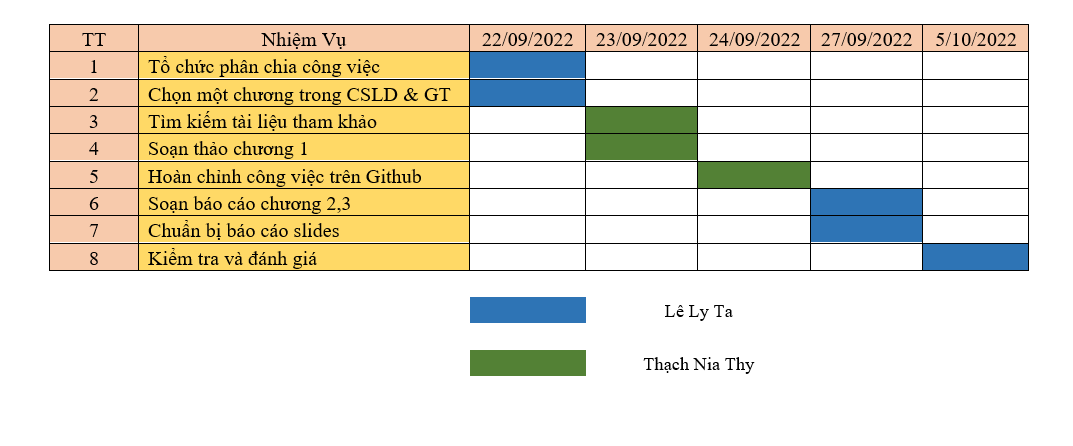 TT Nhiệm Vụ 22/09/2022 23/09/2022 24/09/2022 27/09/2022 5/10/2022
1 Tổ chức phân chia công việc
2 Chọn một chương trong CSLD & GT
3 Tìm kiếm tài liệu tham khảo
4 Soạn thảo chương 1
5 Hoàn chỉnh công việc trên Github
6 Soạn báo cáo chương 2,3
7 Chuẩn bị báo cáo slides
8 Kiểm tra và đánh giá
Lê Ly Ta
Thạch Nia Thy